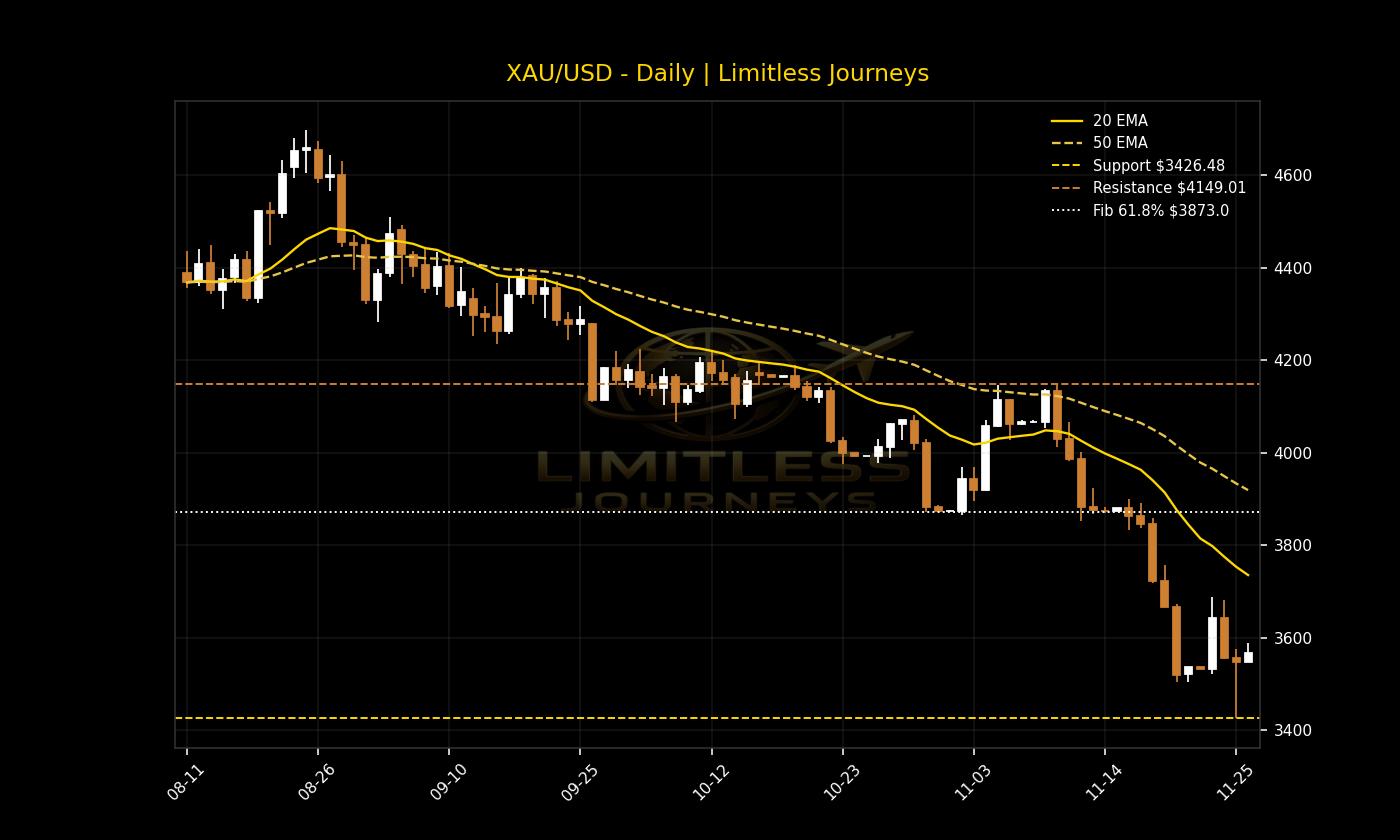 XAU/USD - Daily | Limitless Journeys
20 EMA
50 EMA
Support $3426.48
Resistance $4149.01
Fib 61.8% $3873.0
4600
4400
4200
4000
3800
3600
3400
LIMITLESS
JOURNEYS
08-11
08-26
09-10
09-25
10-12
10-23
11-03
11-14
11-25